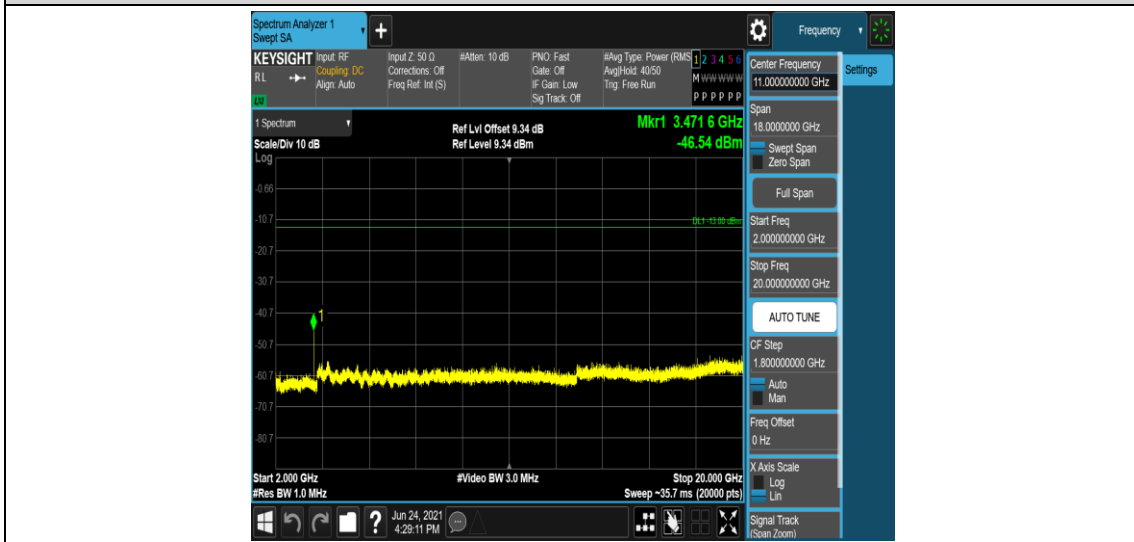 Spectrum Analyzer 1
Swept SA
+
Frequency
KEYSIGHT
RL
LXI
Input: RF
Coupling: DC
Align: Auto
Input Z: 50 Ω
Corrections: Off
Freq Ref: Int (S)
#Atten: 10 dB
PNO: Fast
Gate: Off
IF Gain: Low
Sig Track: Off
#Avg Type: Power (RMS
Avg|Hold: 40/50
Trig: Free Run
1 2 3 4 5 6
M W W W W W
P P P P P P
1 Spectrum
Scale/Div 10 dB
Log
Ref Lvl Offset 9.34 dB
Ref Level 9.34 dBm
Mkr1 3.471 6 GHz
-46.54 dBm
-0.66
-10.7
DL1 -13.00 dBm
-20.7
-30.7
-40.7
1
-50.7
-60.7
-70.7
-80.7
Start 2.000 GHz
#Res BW 1.0 MHz
#Video BW 3.0 MHz
Stop 20.000 GHz
Sweep ~35.7 ms (20000 pts)
Center Frequency
11.000000000 GHz
Settings
Span
18.0000000 GHz
Swept Span
Zero Span
Full Span
Start Freq
2.000000000 GHz
Stop Freq
20.000000000 GHz
AUTO TUNE
CF Step
1.800000000 GHz
Auto
Man
Freq Offset
0 Hz
X Axis Scale
Log
Lin
Signal Track
(Span Zoom)
?
Jun 24, 2021
4:29:11 PM